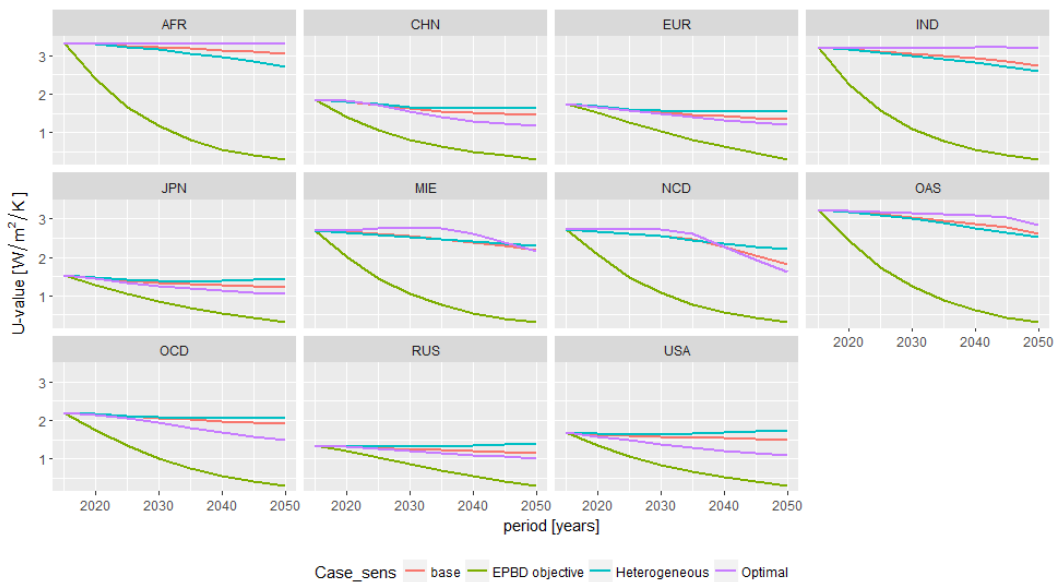 AFR CHN EUR IND
3
2
1
JPN MIE NCD OAS
3
2
1
2020 2030 2040 2050
OCD RUS USA
3
2
1
2020 2030 2040 2050 2020 2030 2040 2050 2020 2030 2040 2050
U-value [W/m²/K]
period [years]
Case_sens base EPBD objective Heterogeneous Optimal